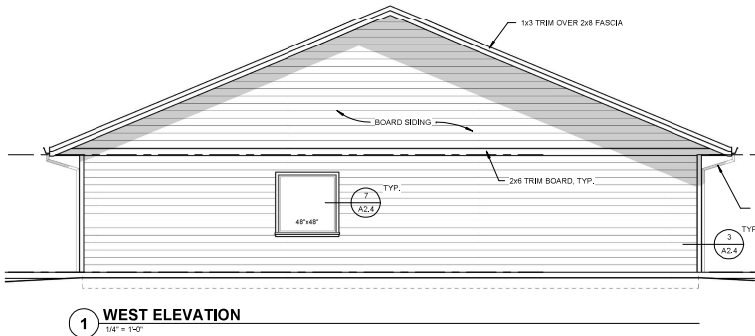 1x3 TRIM OVER 2x8 FASCIA
BOARD SIDING
2x6 TRIM BOARD, TYP.
7
A2.4
TYP.
48"x48"
TYP
3
A2.4
1
WEST ELEVATION
1/4" = 1'-0"